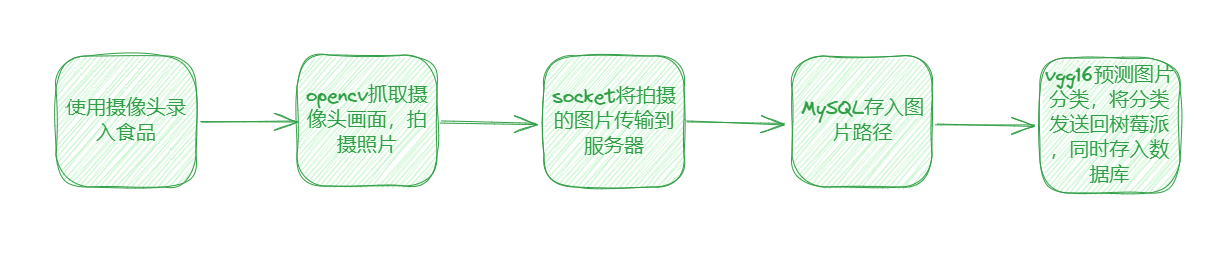 使用摄像头录
入食品
opencv抓取摄
像头画面，拍
摄照片
socket将拍摄
的图片传输到
服务器
MySQL存入图
片路径
vgg16预测图片
分类，将分类
发送回树莓派
，同时存入数
据库